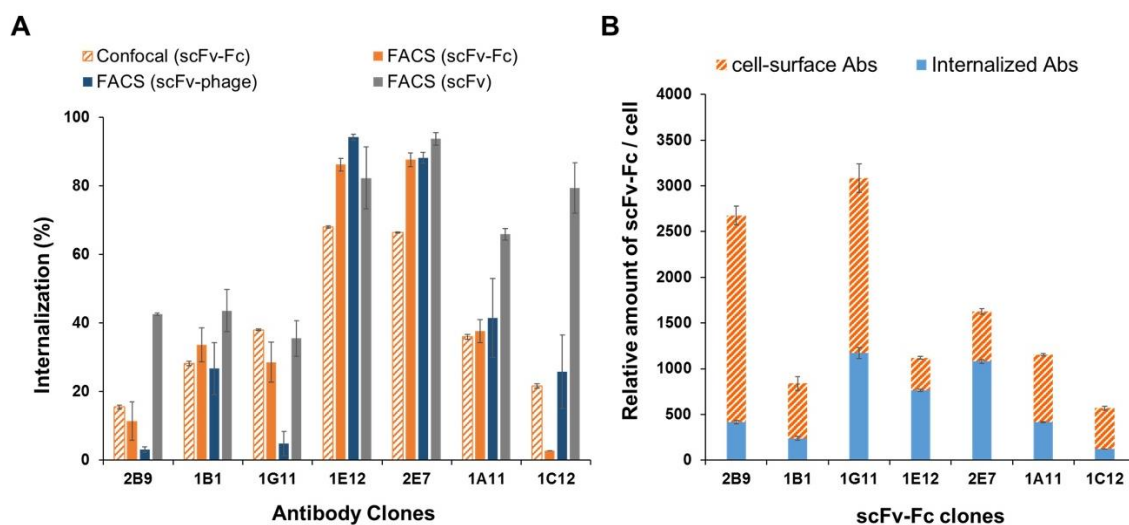 A
Confocal (scFv-Fc) FACS (scFv-Fc)
FACS (scFv-phage) FACS (scFv)
Internalization (%)
100
80
60
40
20
0
2B9 1B1 1G11 1E12 2E7 1A11 1C12
Antibody Clones
B
cell-surface Abs Internalized Abs
Relative amount of scFv-Fc / cell
4000
3500
3000
2500
2000
1500
1000
500
0
2B9 1B1 1G11 1E12 2E7 1A11 1C12
scFv-Fc clones